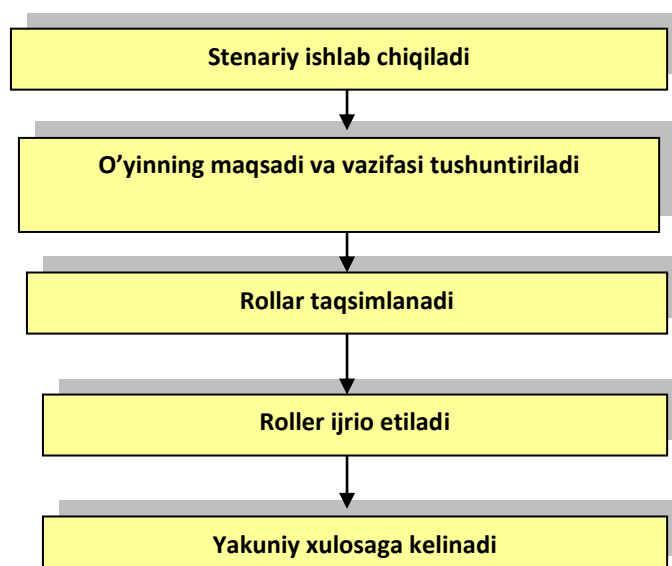 Stenariy ishlab chiqiladi
O’yinning maqsadi va vazifasi tushuntiriladi
Rollar taqsimlanadi
Roller ijrio etiladi
Yakuniy xulosaga kelinadi